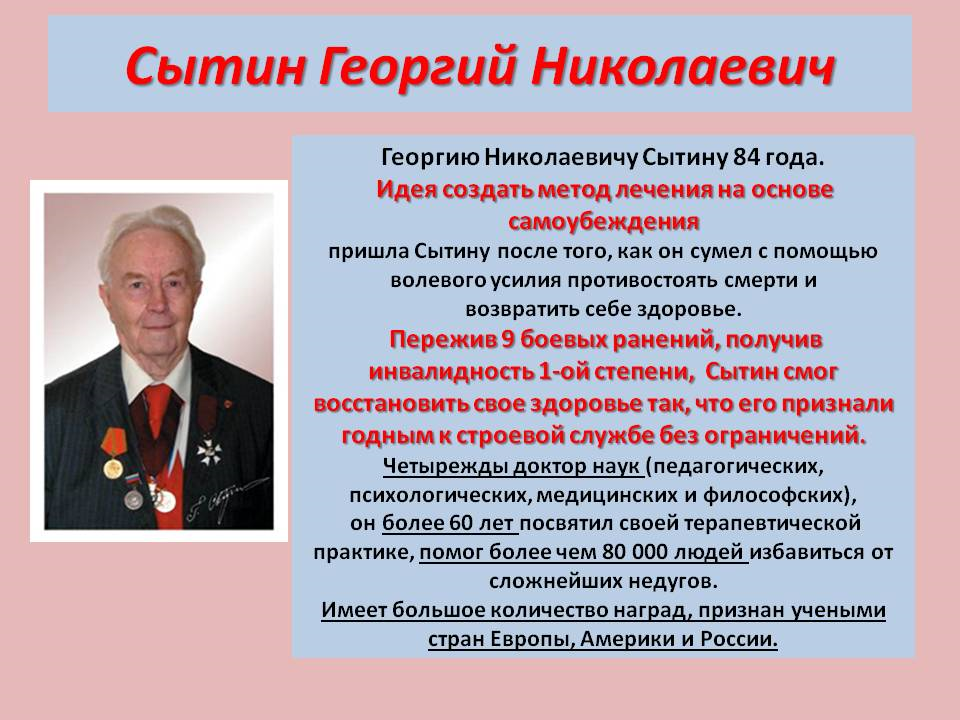 Сытин Георгий Николаевич
Георгию Николаевичу Сытину 84 года.
Идея создать метод лечения на основе
самоубеждения
пришла Сытину после того, как он сумел с помощью
волевого усилия противостоять смерти и
возвратить себе здоровье.
Пережив 9 боевых ранений, получив
инвалидность 1-ой степени, Сытин смог
восстановить свое здоровье так, что его признали
годным к строевой службе без ограничений.
Четырежды доктор наук (педагогических,
психологических, медицинских и философских),
он более 60 лет посвятил своей терапевтической
практике, помог более чем 80 000 людей избавиться от
сложнейших недугов.
Имеет большое количество наград, признан учеными
стран Европы, Америки и России.